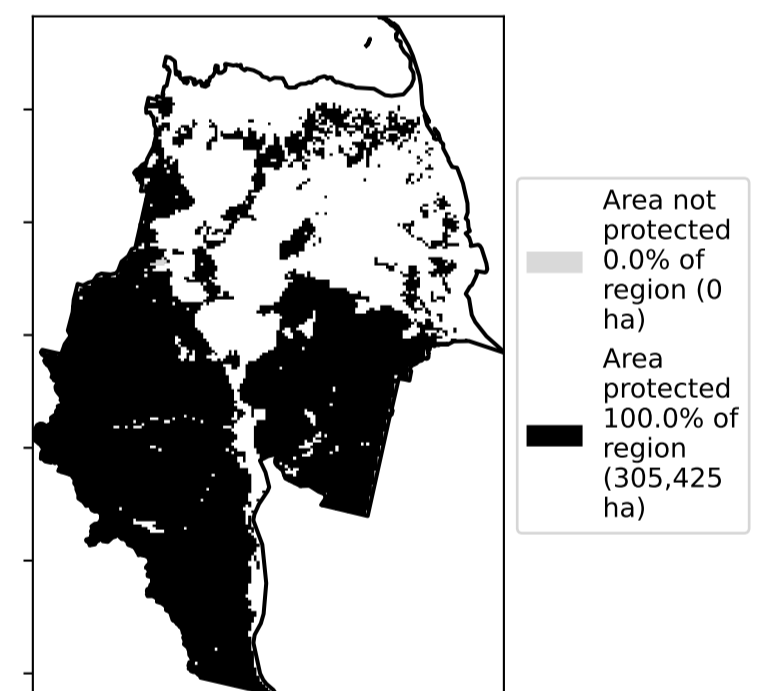 Area not
protected
0.0% of
region (0
ha)
Area
protected
100.0% of
region
(305,425
ha)